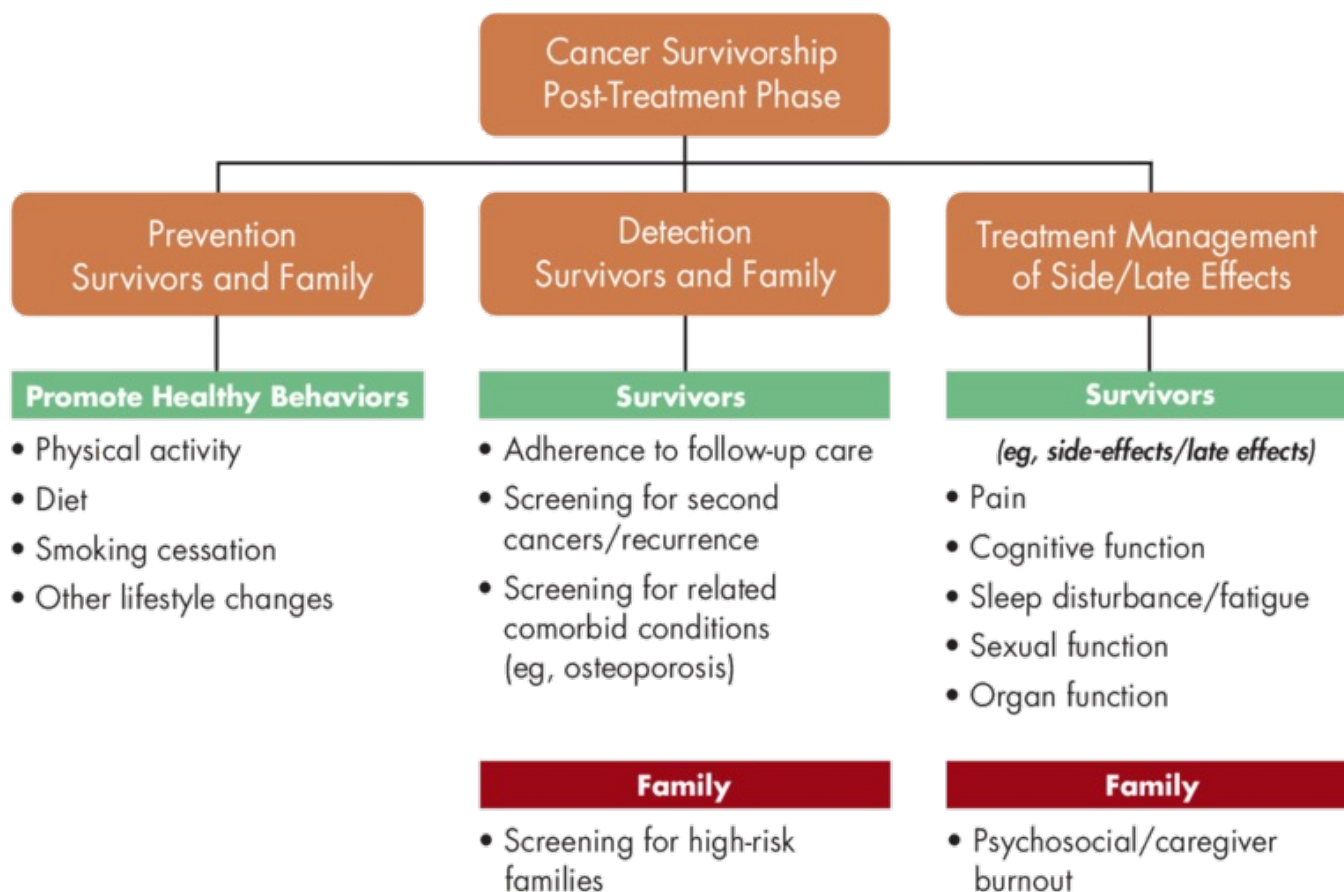 Cancer Survivorship
Post-Treatment Phase
Prevention
Survivors and Family
Promote Healthy Behaviors
• Physical activity
• Diet
• Smoking cessation
• Other lifestyle changes
Detection
Survivors and Family
Survivors
• Adherence to follow-up care
• Screening for second
cancers/recurrence
• Screening for related
comorbid conditions
(eg, osteoporosis)
Family
• Screening for high-risk
families
Treatment Management
of Side/Late Effects
Survivors
(eg, side-effects/late effects)
• Pain
• Cognitive function
• Sleep disturbance/fatigue
• Sexual function
• Organ function
Family
• Psychosocial/caregiver
burnout